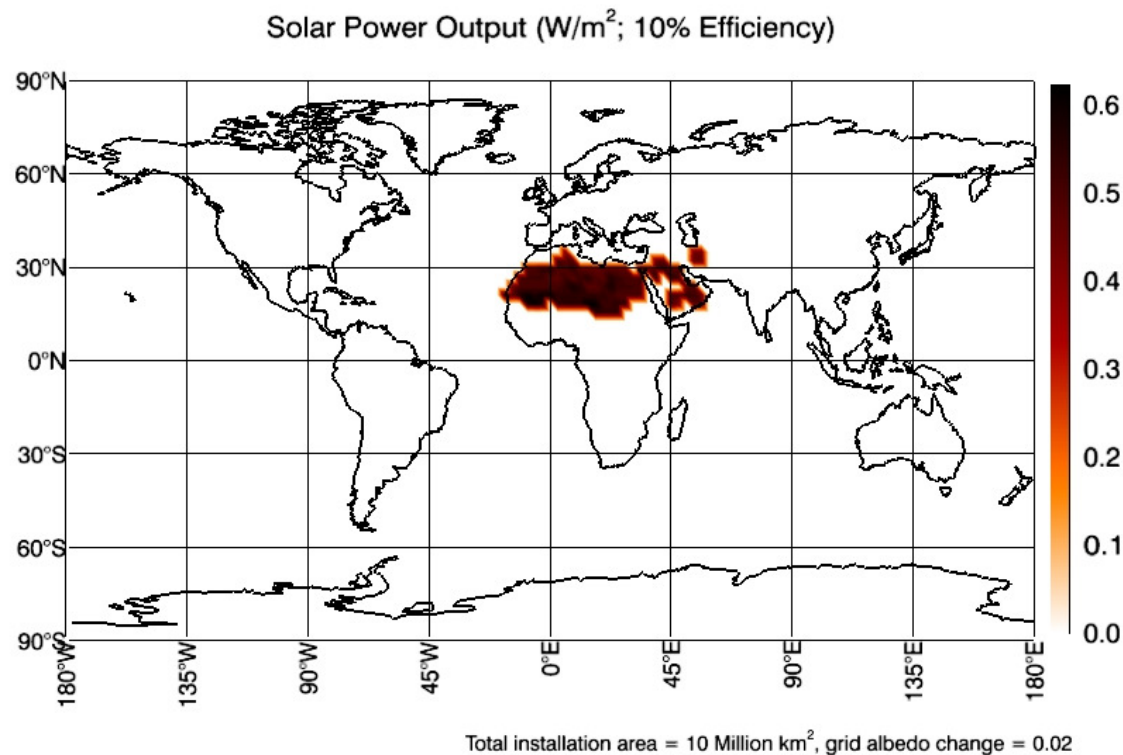 Solar Power Output (W/m²; 10% Efficiency)
90°N
60°N
30°N
0°N
30°S
60°S
90°S
180°W
135°W
90°W
45°W
0°E
45°E
90°E
135°E
180°E
0.6
0.5
0.4
0.3
0.2
0.1
0.0
Total installation area = 10 Million km², grid albedo change = 0.02